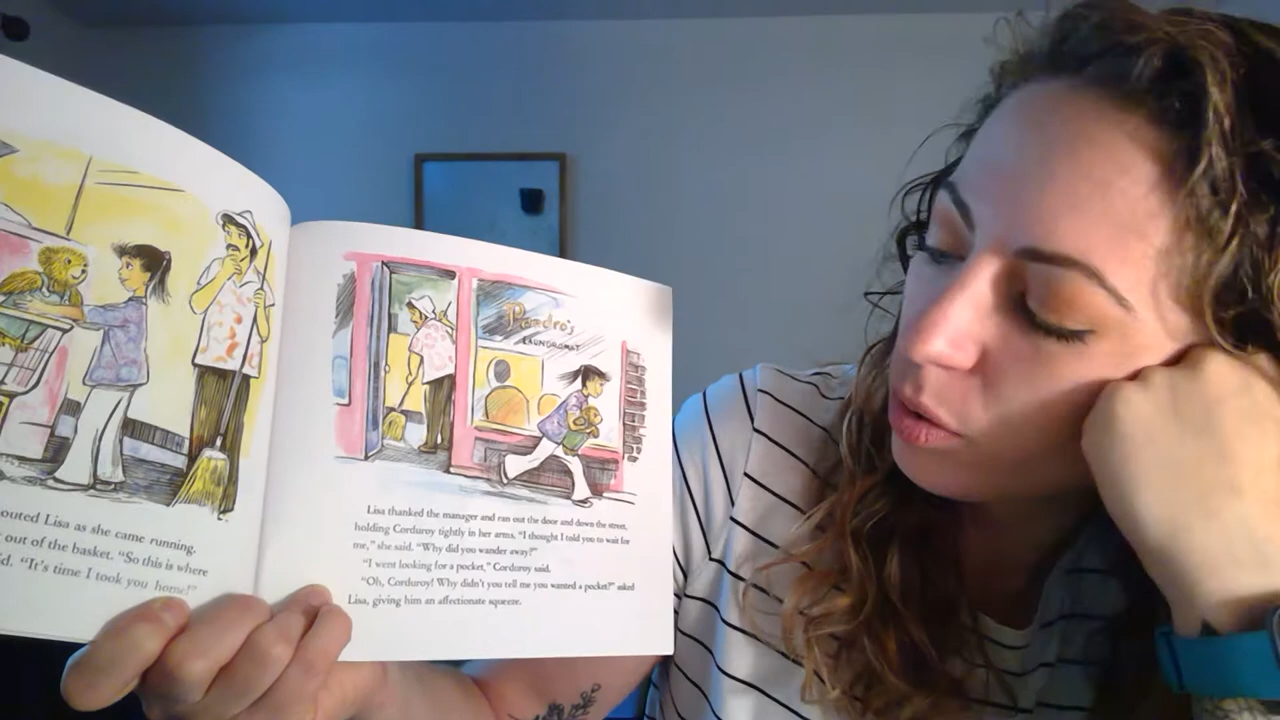 outed Lisa as she came running.
out of the basket. "So this is where
d. "It's time I took you home!"
Laundromat
Lisa thanked the manager and ran out the door and down the street,
holding Corduroy tightly in her arms. "I thought I told you to wait for
me," she said. "Why did you wander away?"
"I went looking for a pocket," Corduroy said.
"Oh, Corduroy! Why didn't you tell me you wanted a pocket?" asked
Lisa, giving him an affectionate squeeze.